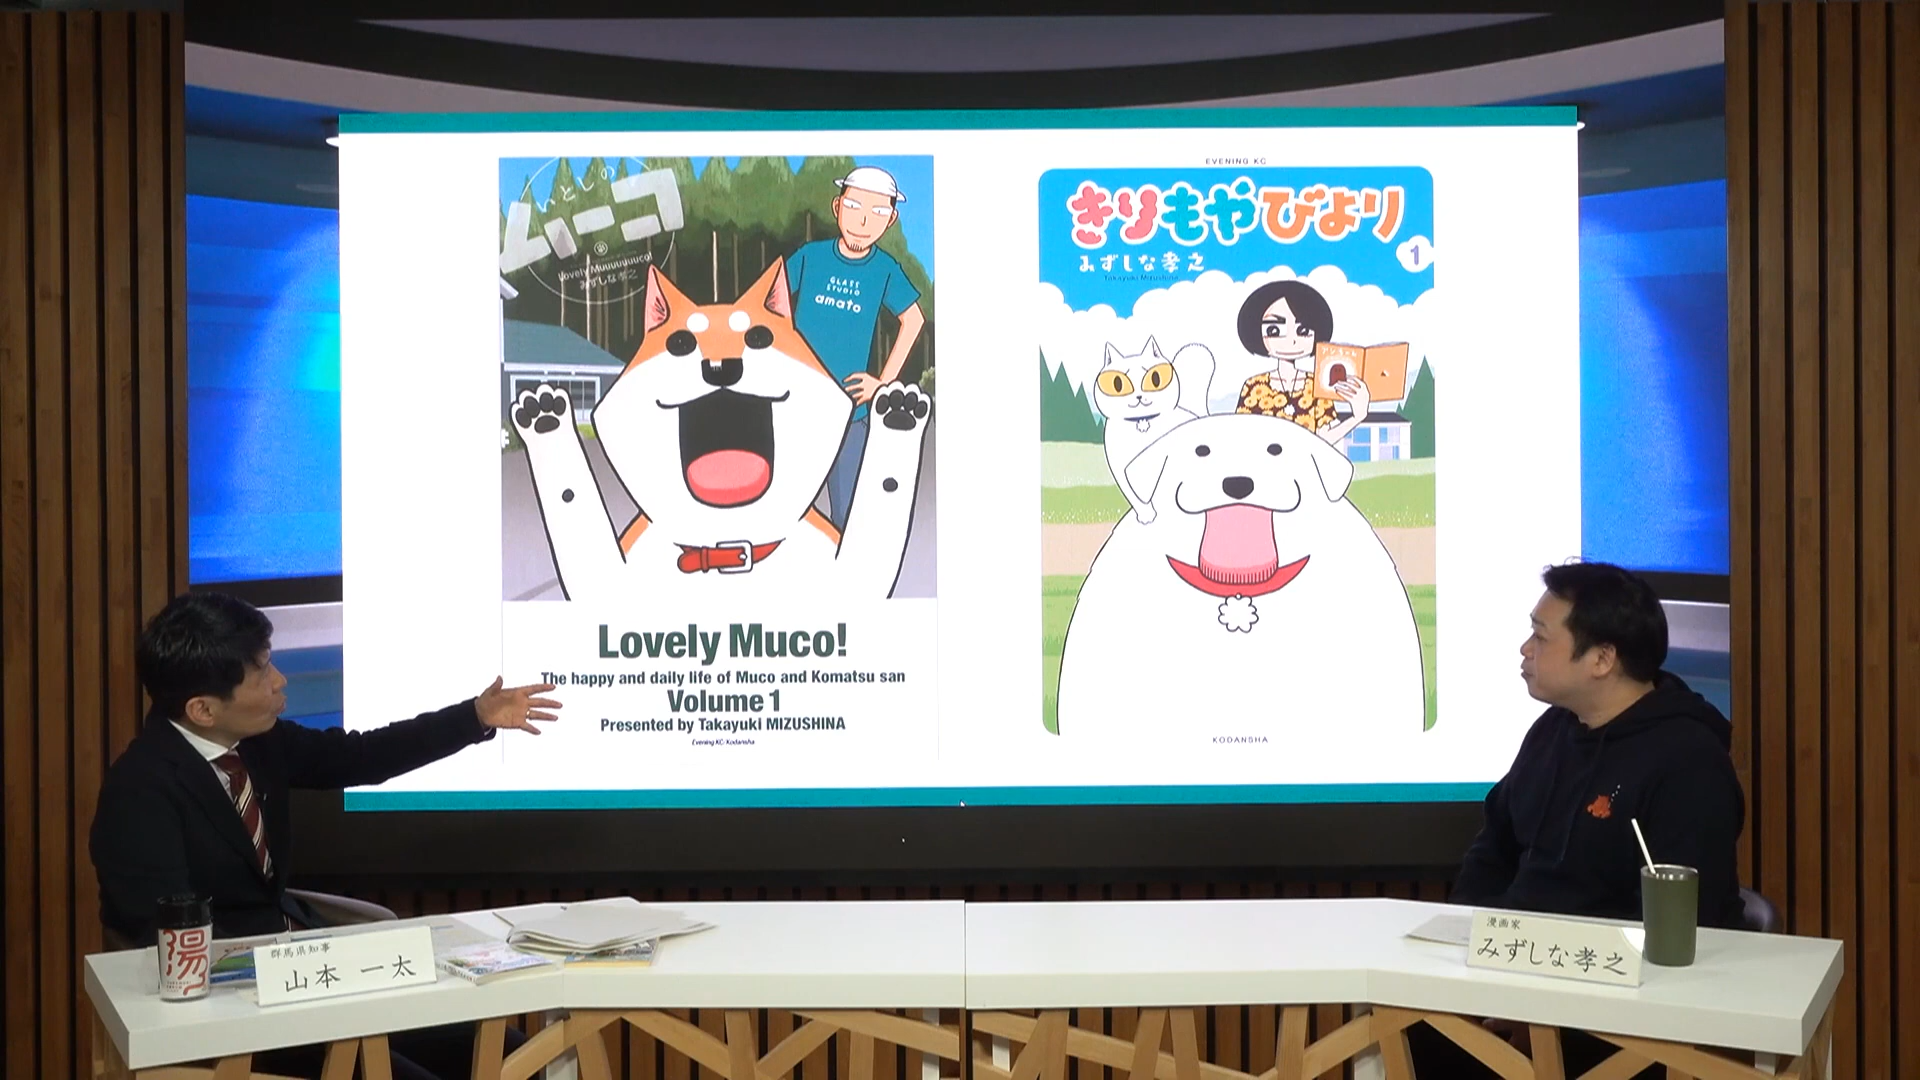 いとしの
ムーコ
Lovely Muuuuuuuco!
みずしな孝之
GLASS
STUDIO
amato
Lovely Muco!
The happy and daily life of Muco and Komatsu san
Volume 1
Presented by Takayuki MIZUSHINA
Evening KC/Kodansha
EVENING KC
きりもやびより
1
みずしな孝之
Takayuki Mizushina
KODANSHA
湯
群馬県知事
山本 一太
漫画家
みずしな孝之